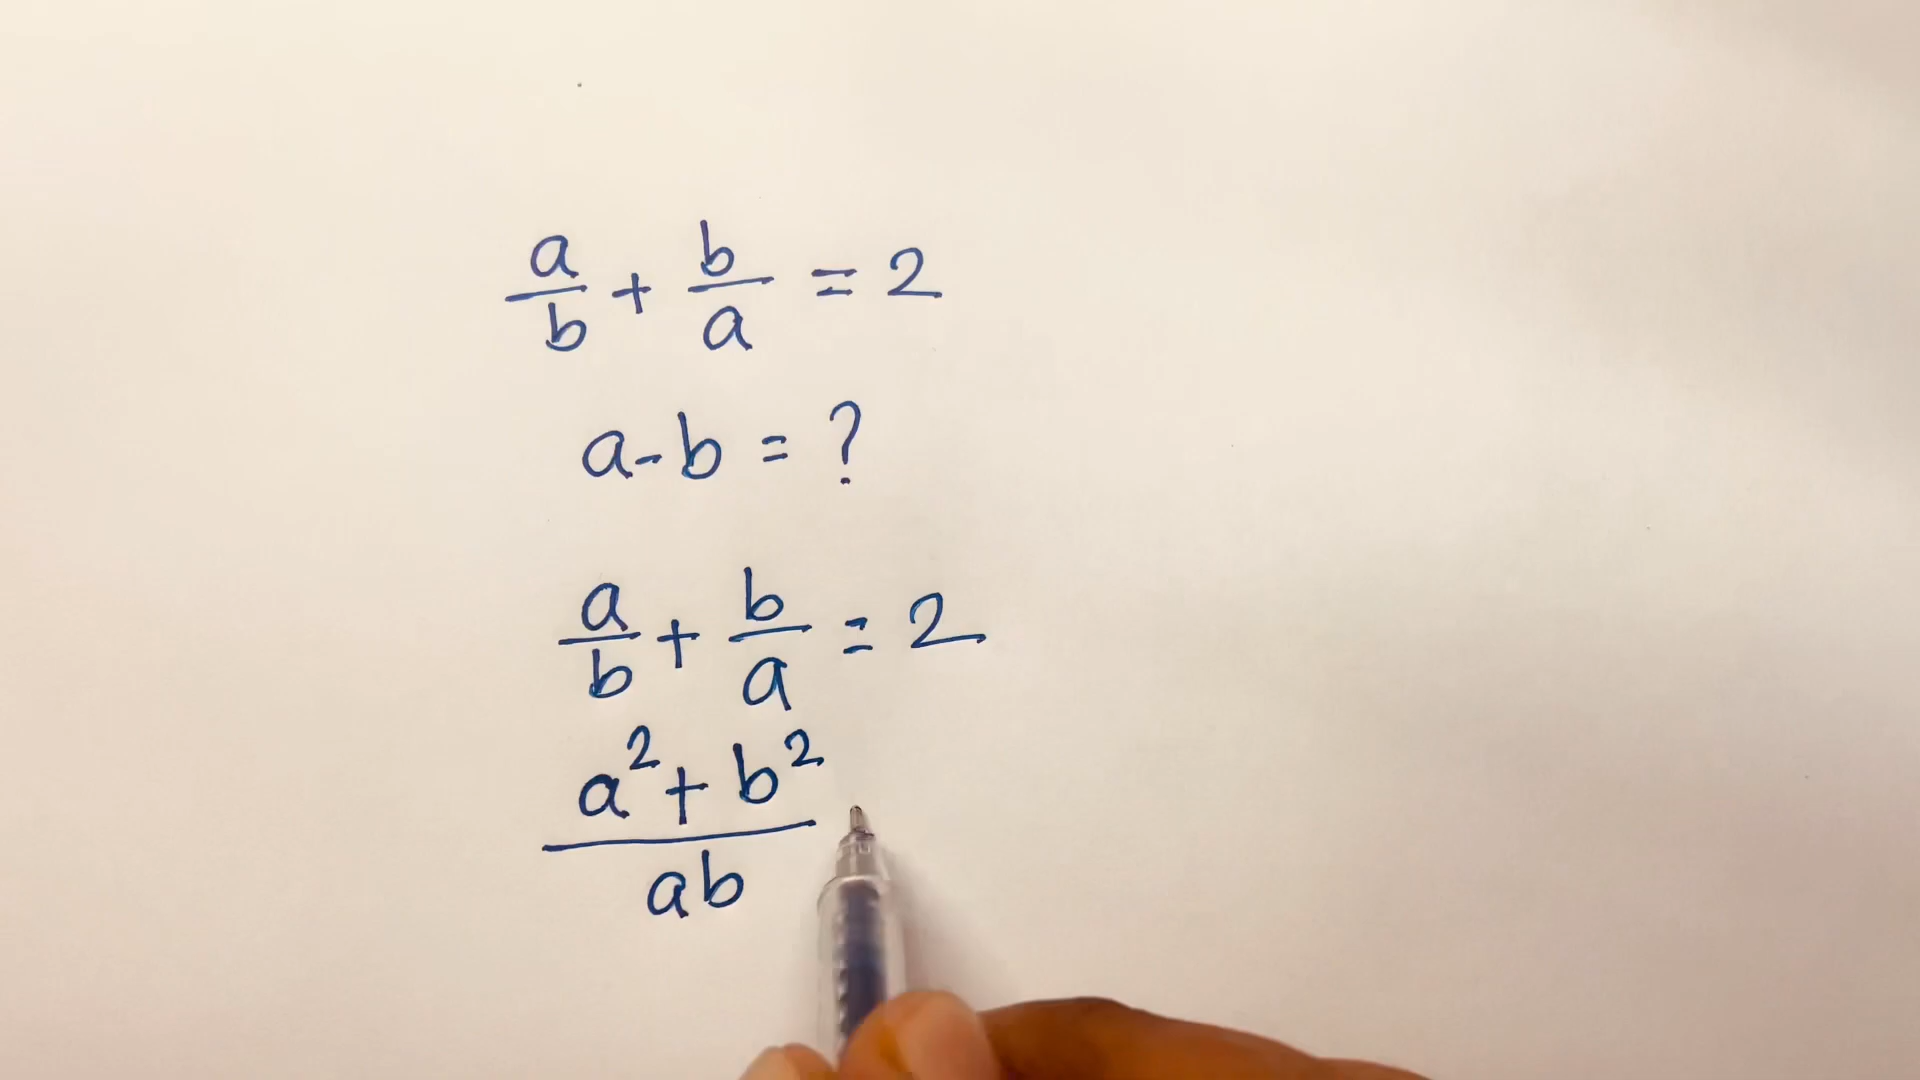 a/b + b/a = 2
a - b = ?
a/b + b/a = 2
a² + b² / ab